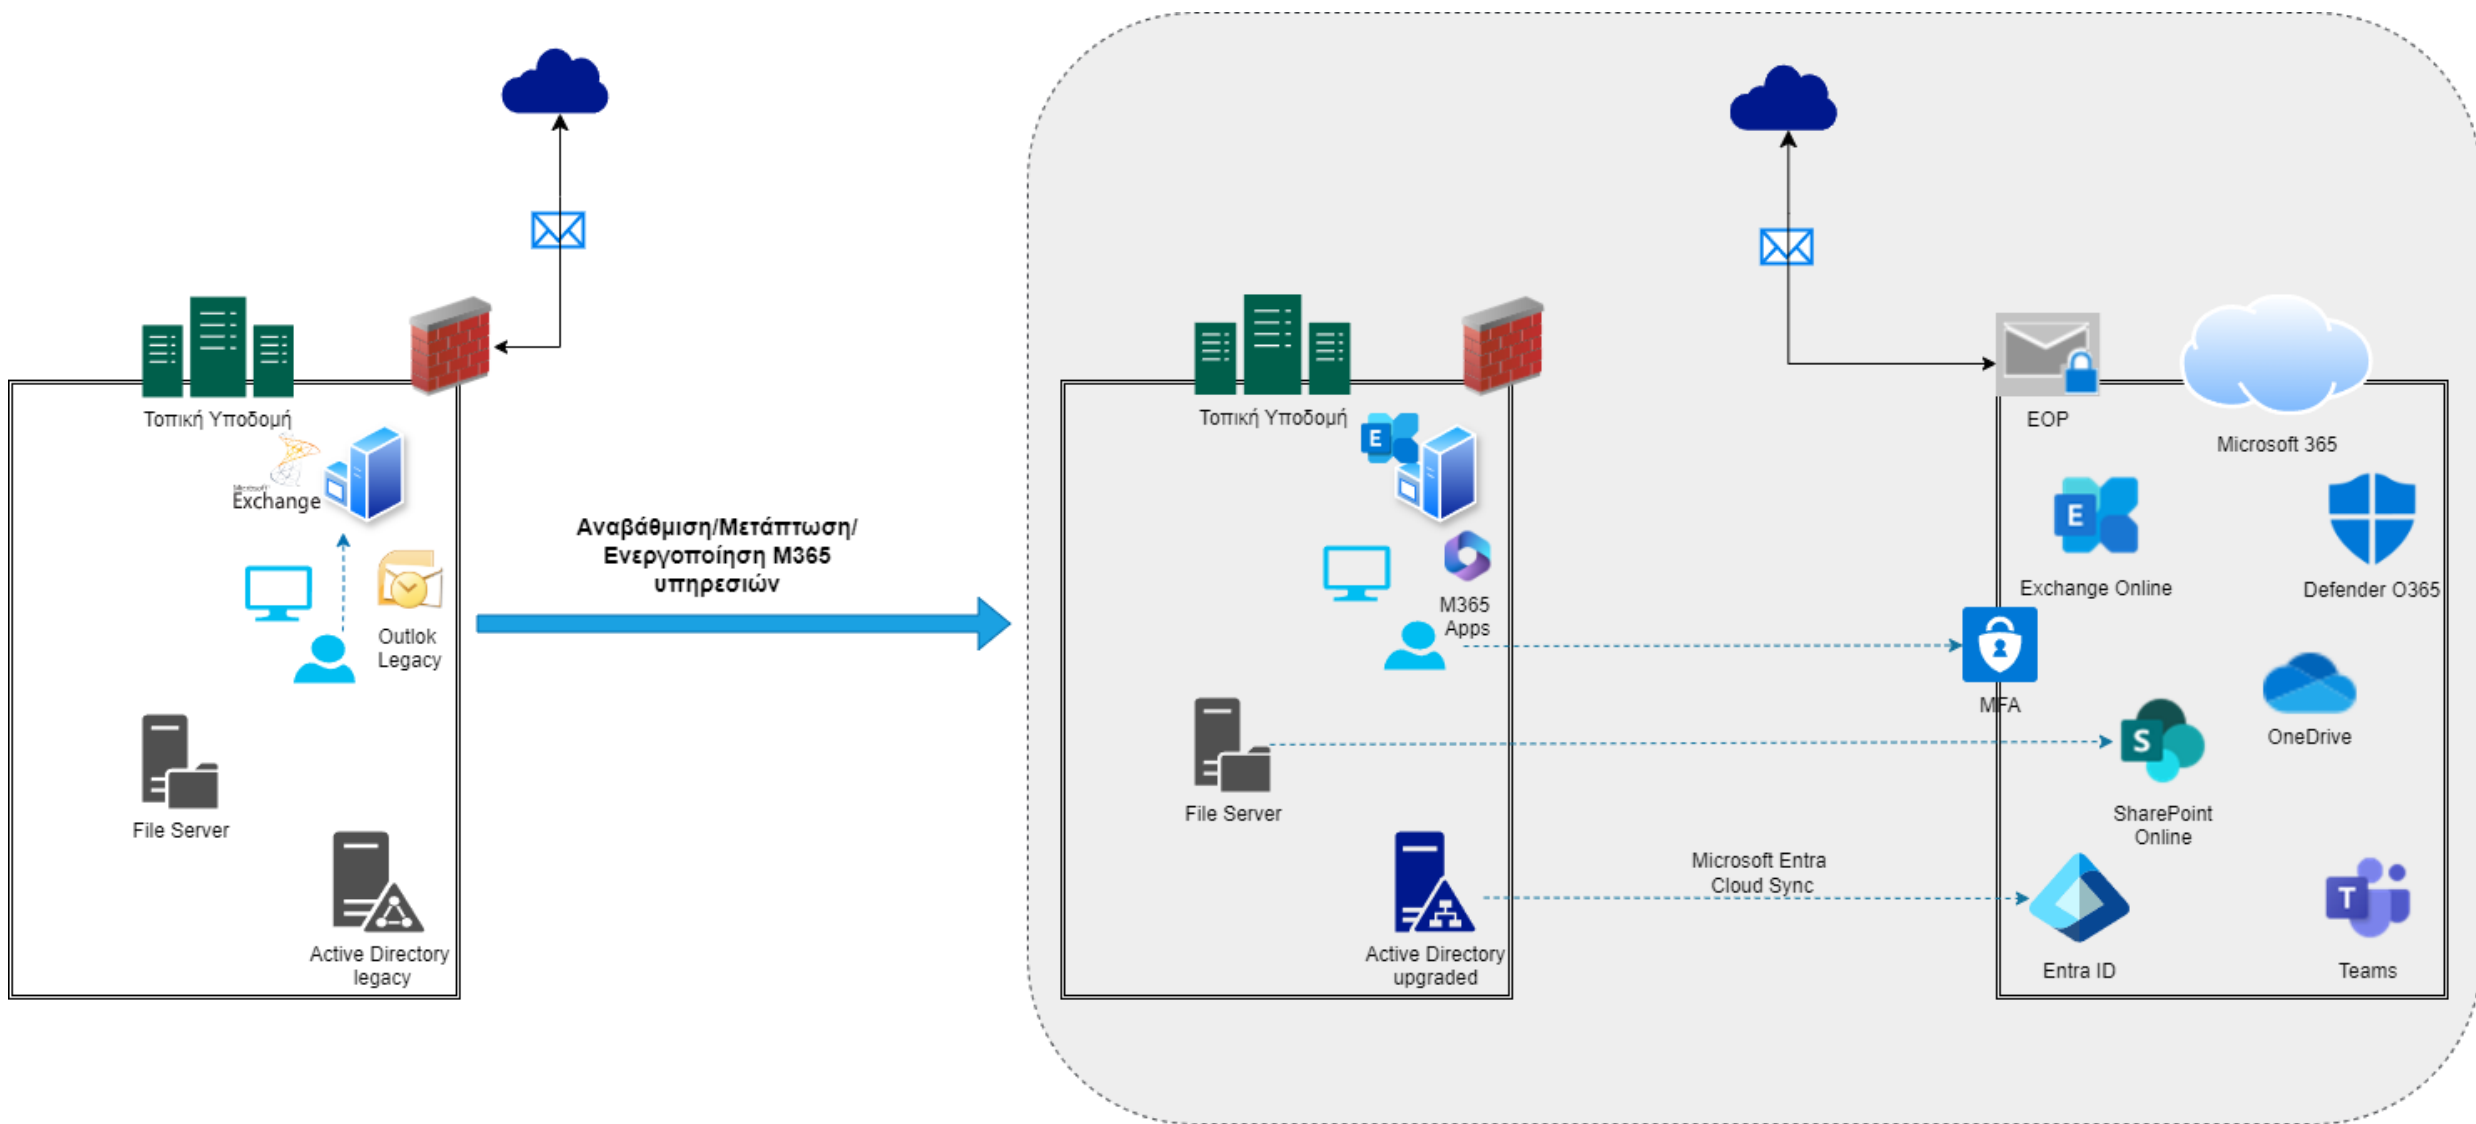 Τοπική Υποδομή
Microsoft
Exchange
Outlok
Legacy
File Server
Active Directory
legacy
Αναβάθμιση/Μετάπτωση/
Ενεργοποίηση M365
υπηρεσιών
Τοπική Υποδομή
E
M365
Apps
File Server
Active Directory
upgraded
Microsoft Entra
Cloud Sync
EOP
Microsoft 365
E
Exchange Online
Defender O365
MFA
OneDrive
S
SharePoint
Online
Entra ID
T
Teams